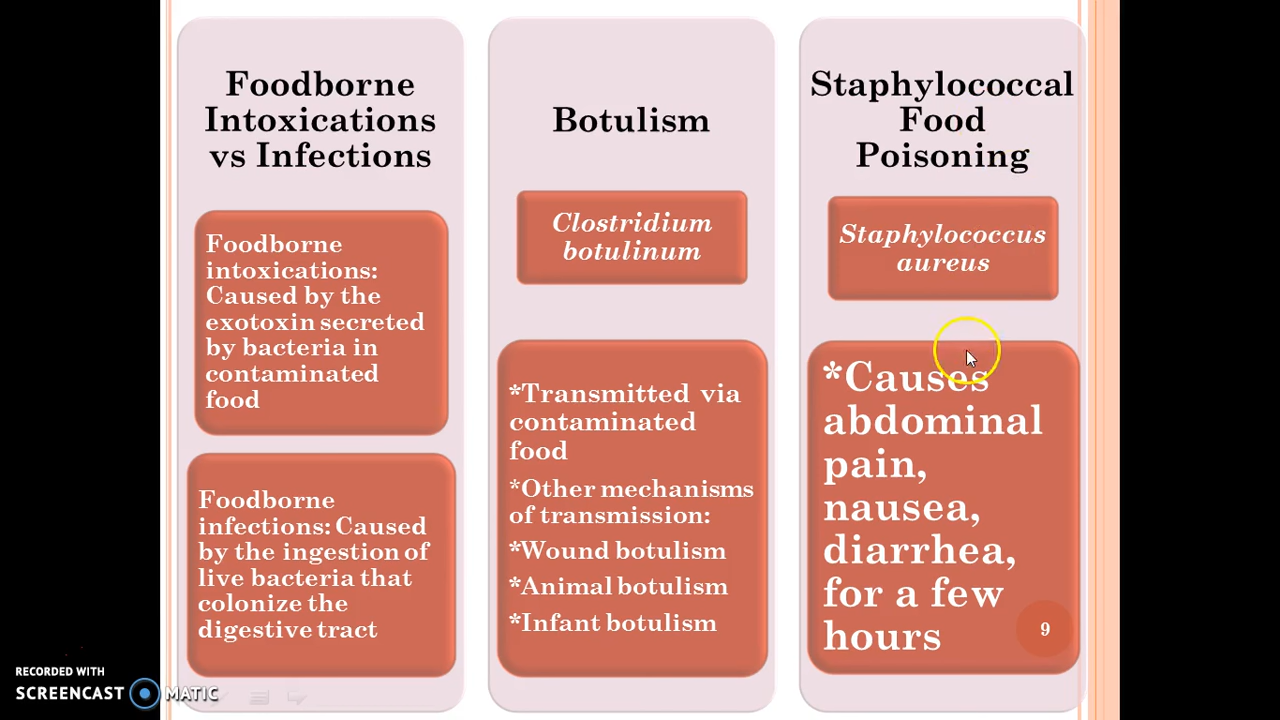 Foodborne
Intoxications
vs Infections
Foodborne
intoxications:
Caused by the
exotoxin secreted
by bacteria in
contaminated
food
Foodborne
infections: Caused
by the ingestion of
live bacteria that
colonize the
digestive tract
Botulism
Clostridium
botulinum
*Transmitted via
contaminated
food
*Other mechanisms
of transmission:
*Wound botulism
*Animal botulism
*Infant botulism
Staphylococcal
Food
Poisoning
Staphylococcus
aureus
*Causes
abdominal
pain,
nausea,
diarrhea,
for a few
hours
9
RECORDED WITH
SCREENCAST MATIC